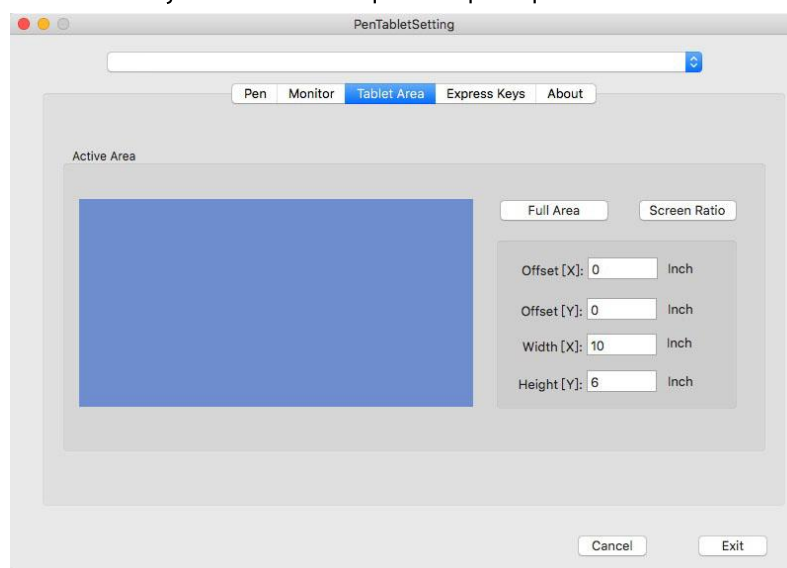 PenTabletSetting
Pen Monitor Tablet Area Express Keys About
Active Area
Full Area Screen Ratio
Offset [X]: 0 Inch
Offset [Y]: 0 Inch
Width [X]: 10 Inch
Height [Y]: 6 Inch
Cancel Exit